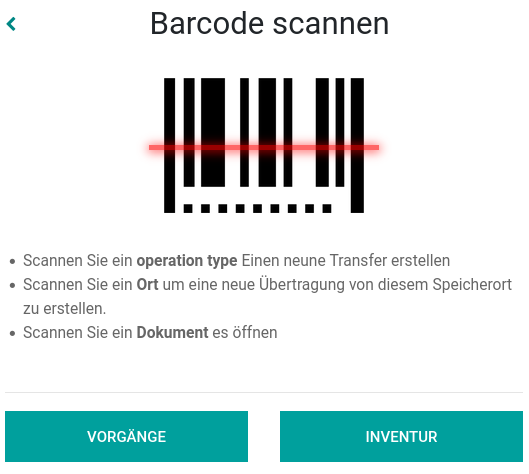 Barcode scannen
Scannen Sie ein operation type Einen neune Transfer erstellen
Scannen Sie ein Ort um eine neue Übertragung von diesem Speicherort
zu erstellen.
Scannen Sie ein Dokument es öffnen
VORGÄNGE
INVENTUR